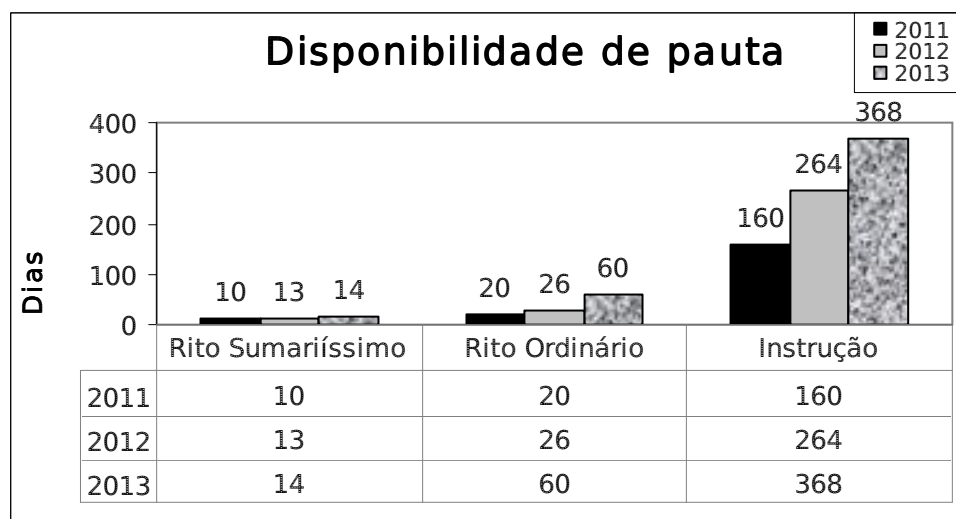 Disponibilidade de pauta
2011
2012
2013
Dias
400
300
200
100
0
10 13 14
20 26 60
160 264 368
Rito Sumariíssimo Rito Ordinário Instrução
2011 10 20 160
2012 13 26 264
2013 14 60 368